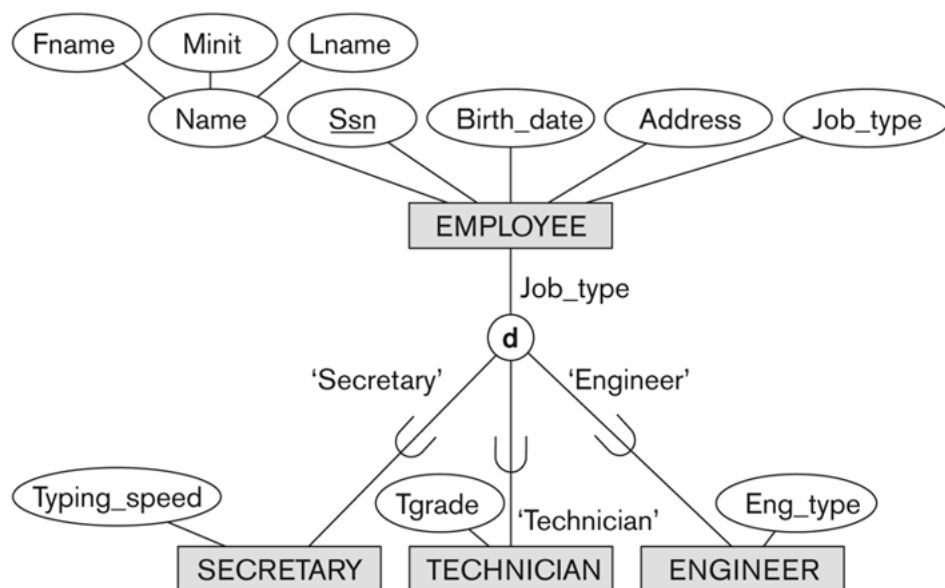 Fname Minit Lname
Name Ssn Birth_date Address Job_type
EMPLOYEE
Job_type
d
‘Secretary’ ‘Engineer’
Typing_speed Tgrade ‘Technician’ Eng_type
SECRETARY TECHNICIAN ENGINEER